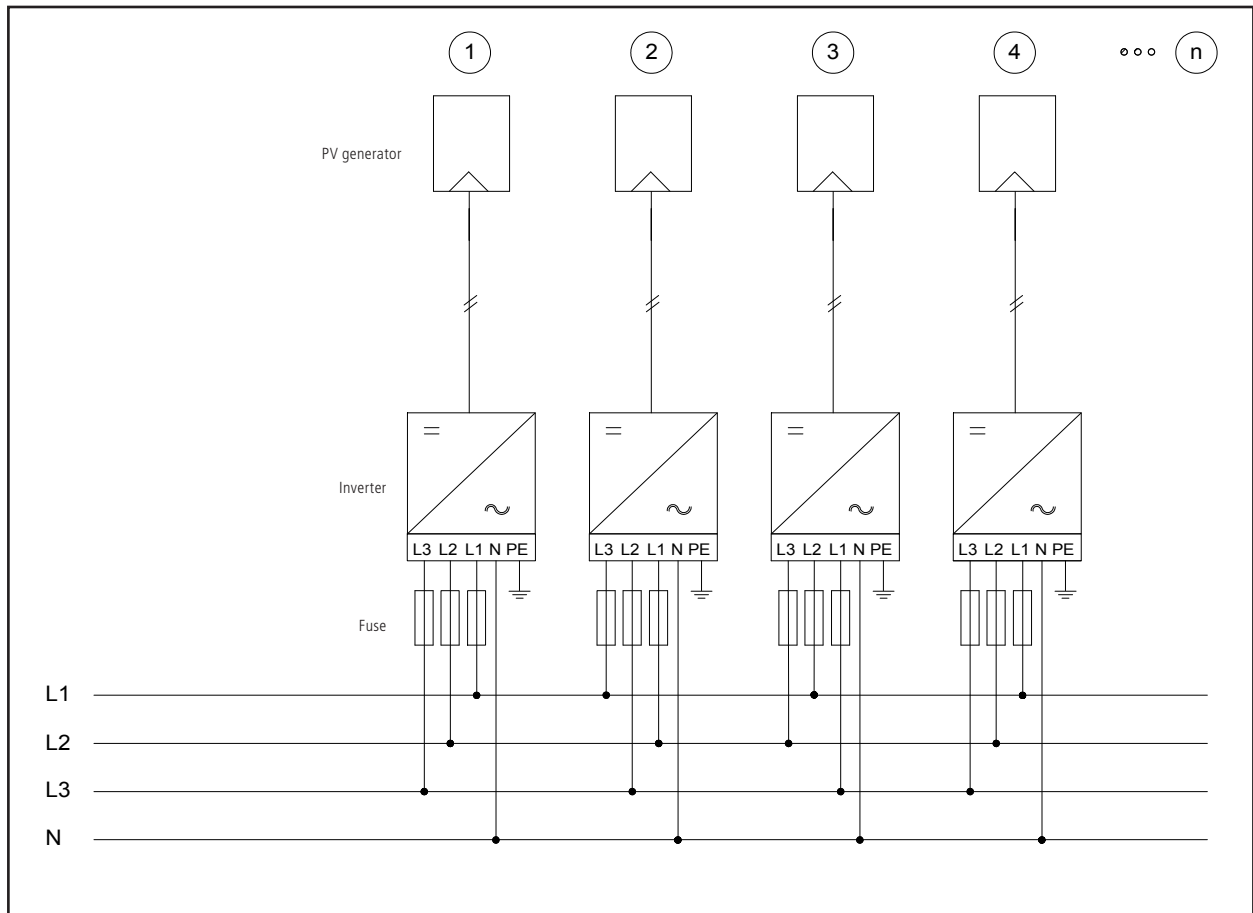 1 2 3 4 n
PV generator
Inverter
L3 L2 L1 N PE L3 L2 L1 N PE L3 L2 L1 N PE L3 L2 L1 N PE
Fuse
L1
L2
L3
N